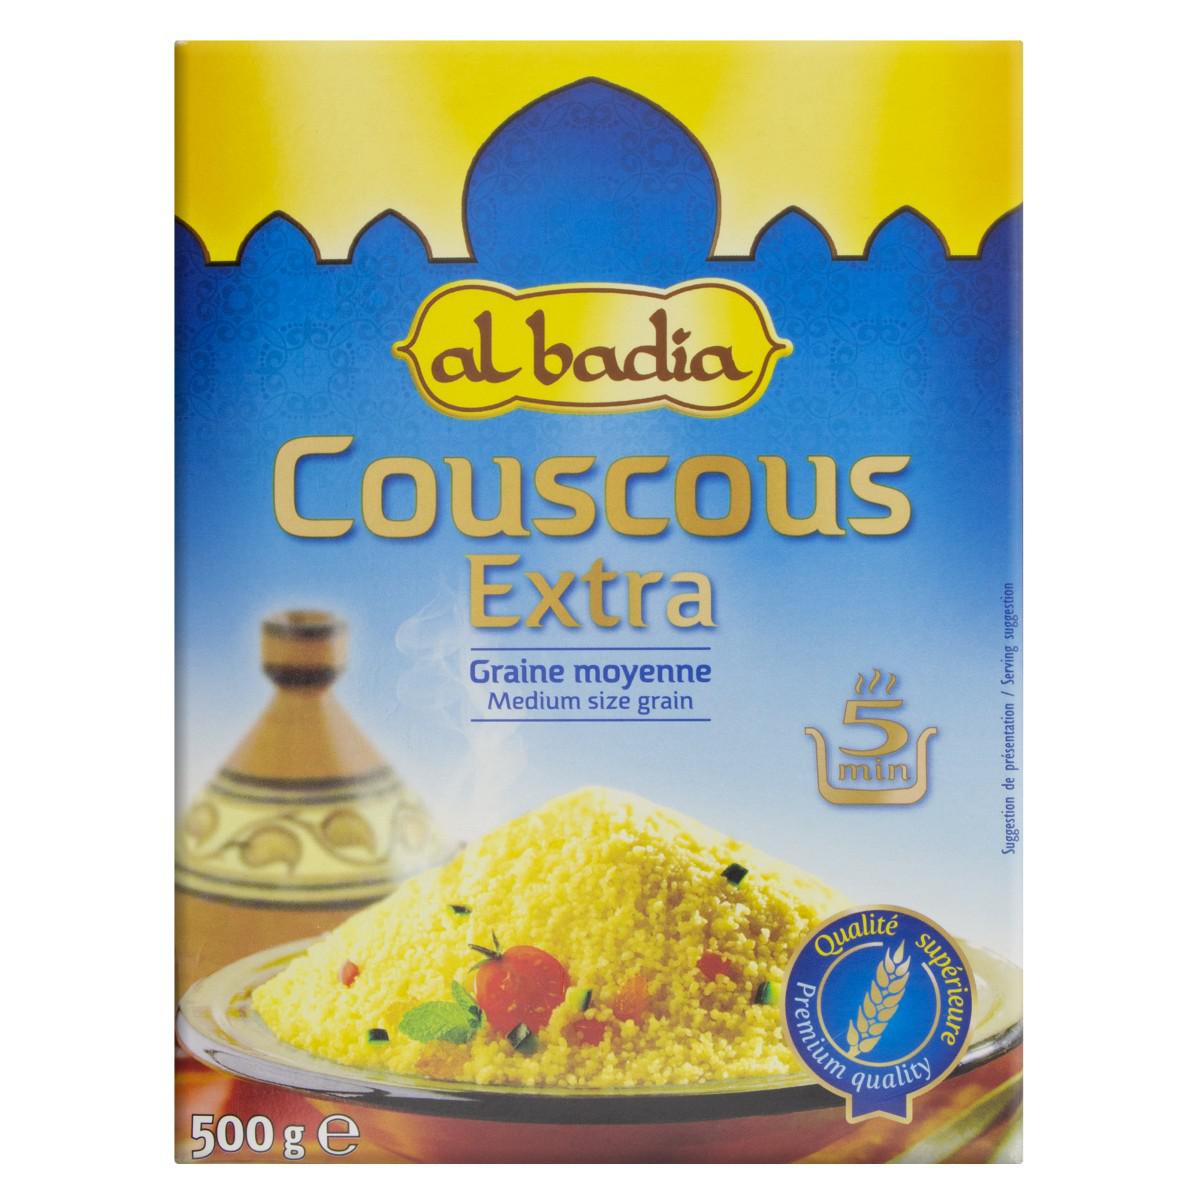 al badia
Couscous
Extra
Graine moyenne
Medium size grain
5
min
Suggestion de présentation / Serving suggestion
Qualité supérieure
Premium quality
500 g e